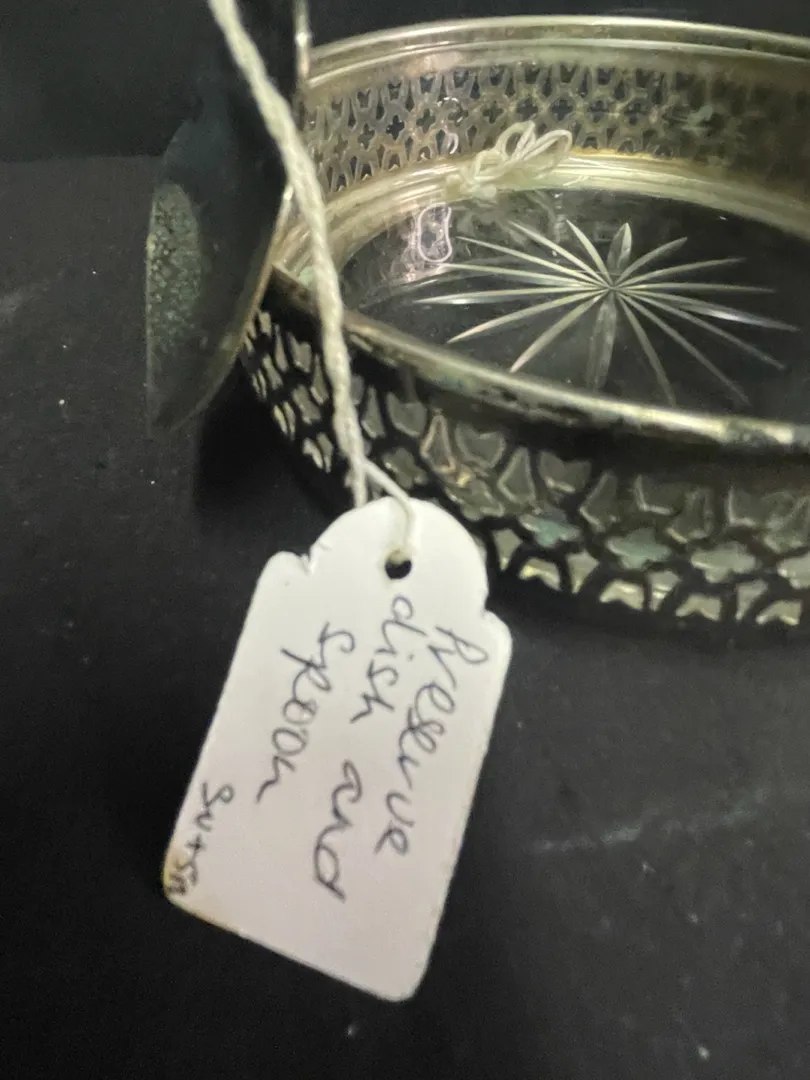 Preserve
dish and
spoon